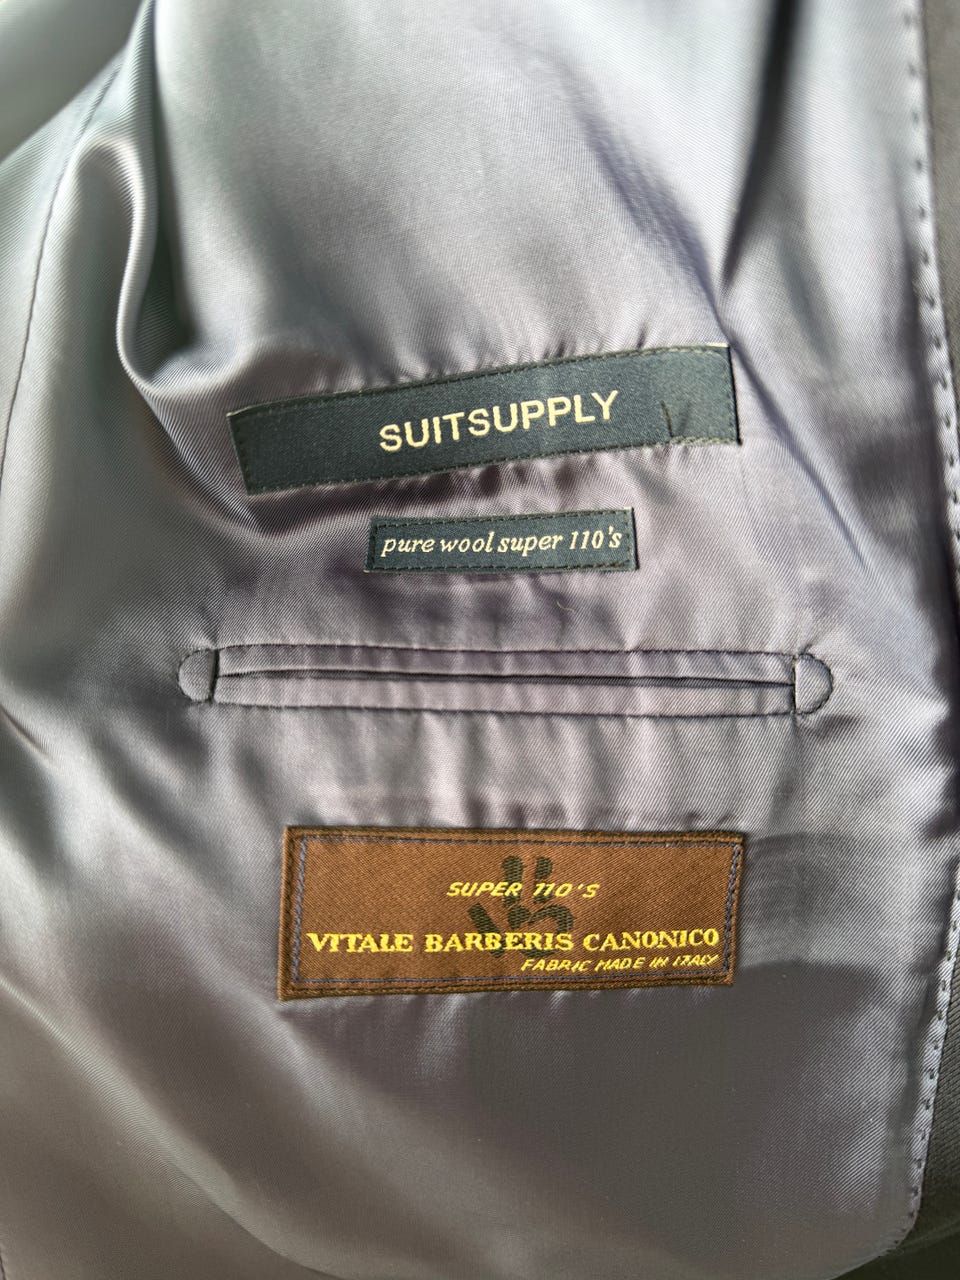 SUITSUPPLY
pure wool super 110's
SUPER 110'S
VITALE BARBERIS CANONICO
FABRIC MADE IN ITALY